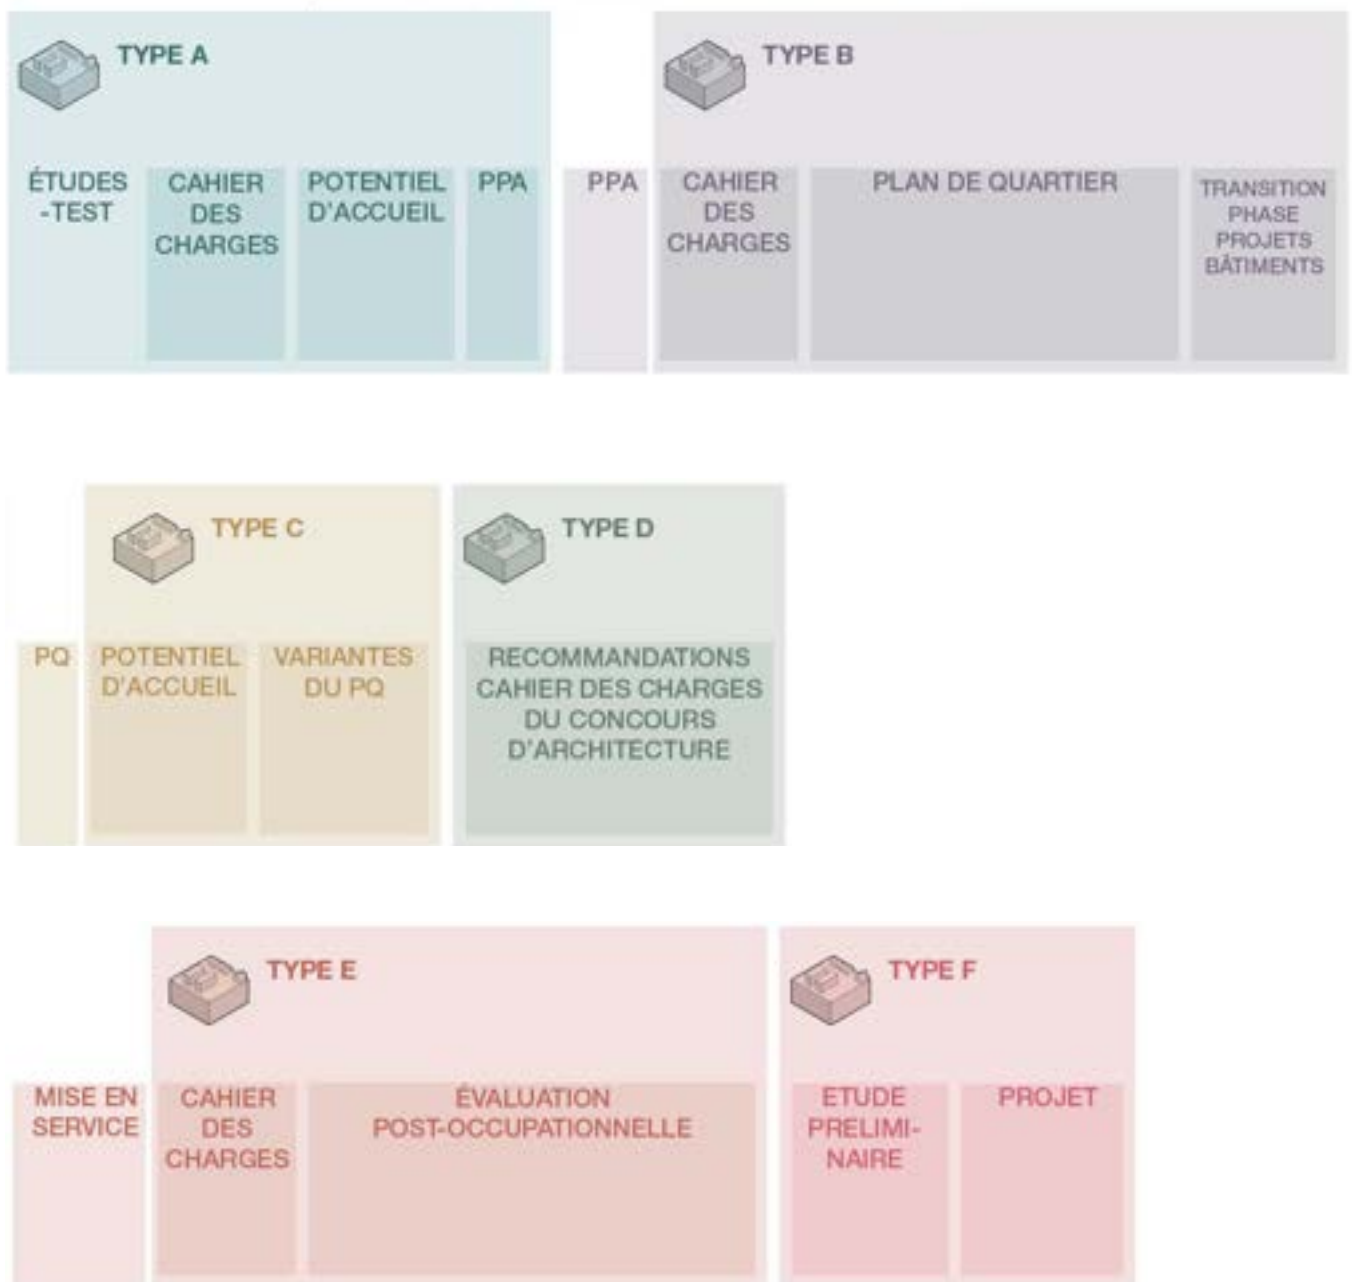 TYPE A
ÉTUDES
-TEST
CAHIER
DES
CHARGES
POTENTIEL
D'ACCUEIL
PPA
PPA
TYPE B
CAHIER
DES
CHARGES
PLAN DE QUARTIER
TRANSITION
PHASE
PROJETS
BÂTIMENTS
PQ
TYPE C
POTENTIEL
D'ACCUEIL
VARIANTES
DU PQ
TYPE D
RECOMMANDATIONS
CAHIER DES CHARGES
DU CONCOURS
D'ARCHITECTURE
MISE EN
SERVICE
TYPE E
CAHIER
DES
CHARGES
ÉVALUATION
POST-OCCUPATIONNELLE
TYPE F
ETUDE
PRELIMI-
NAIRE
PROJET